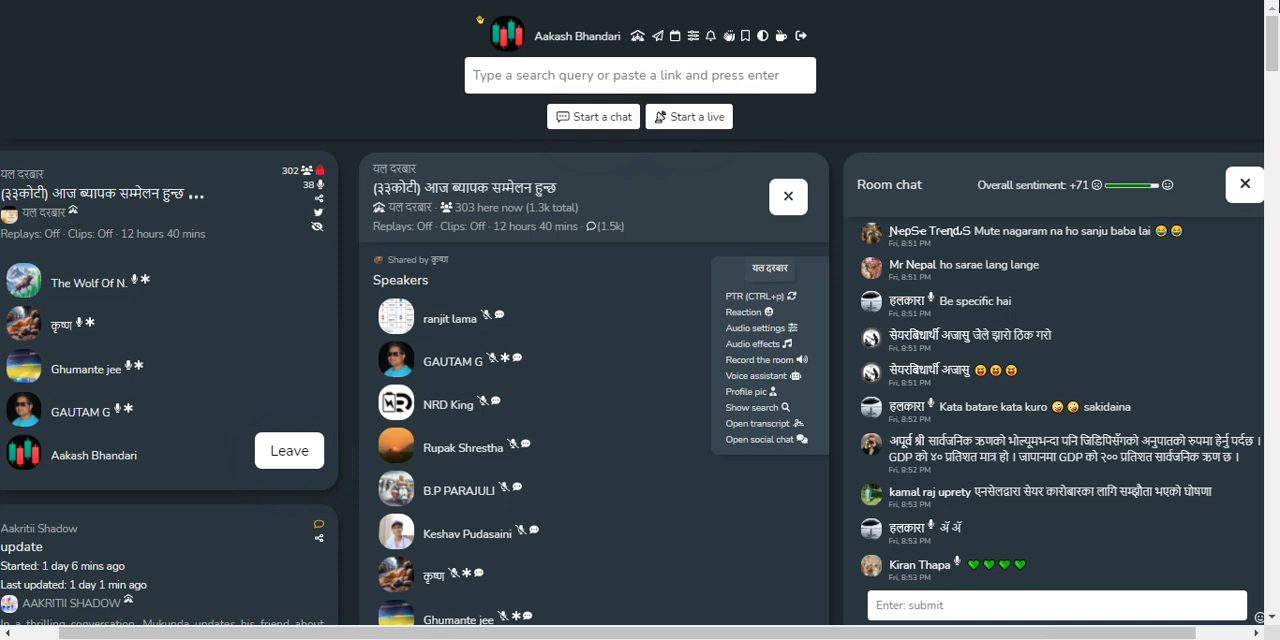 Aakash Bhandari
Type a search query or paste a link and press enter
Start a chat
Start a live
यल दरबार
302
(३३कोटी) आज ब्यापक सम्मेलन हुन्छ ...
38
यल दरबार
Replays: Off · Clips: Off · 12 hours 40 mins
The Wolf Of N.
कृष्ण
Ghumante jee
GAUTAM G
Aakash Bhandari
Leave
Aakritii Shadow
update
Started: 1 day 6 mins ago
Last updated: 1 day 1 min ago
AAKRITII SHADOW
In a thrilling conversation, Mukunda updates his friend about
यल दरबार
(३३कोटी) आज ब्यापक सम्मेलन हुन्छ
यल दरबार · 303 here now (1.3k total)
Replays: Off · Clips: Off · 12 hours 40 mins · (1.5k)
Shared by कृष्ण
Speakers
ranjit lama
GAUTAM G
NRD King
Rupak Shrestha
B.P PARAJULI
Keshav Pudasaini
कृष्ण
Ghumante jee
यल दरबार
PTR (CTRL+p)
Reaction
Audio settings
Audio effects
Record the room
Voice assistant
Profile pic
Show search
Open transcript
Open social chat
Room chat
Overall sentiment: +71
NepSe TrendS Mute nagaram na ho sanju baba lai 😂 😂
Fri, 8:51 PM
Mr Nepal ho sarae lang lange
Fri, 8:51 PM
हलकारा Be specific hai
Fri, 8:51 PM
सेयरबिधार्थी अजासु जेले झारो ठिक गरो
Fri, 8:51 PM
सेयरबिधार्थी अजासु 😝 😝 😝
Fri, 8:51 PM
हलकारा Kata batare kata kuro 🤪 🤪 sakidaina
Fri, 8:52 PM
अपूर्व श्री सार्वजनिक ऋणको भोल्यूमभन्दा पनि जिडिपिसँगको अनुपातको रुपमा हेर्नु पर्दछ ।
GDP को ४० प्रतिशत मात्र हो । जापानमा GDP को २०० प्रतिशत सार्वजनिक ऋण छ ।
Fri, 8:52 PM
kamal raj uprety एनसेलद्वारा सेयर कारोबारका लागि सम्झौता भएको घोषणा
Fri, 8:53 PM
हलकारा ॲ ॲ
Fri, 8:53 PM
Kiran Thapa 💚 💚 💚 💚
Fri, 8:53 PM
Enter: submit